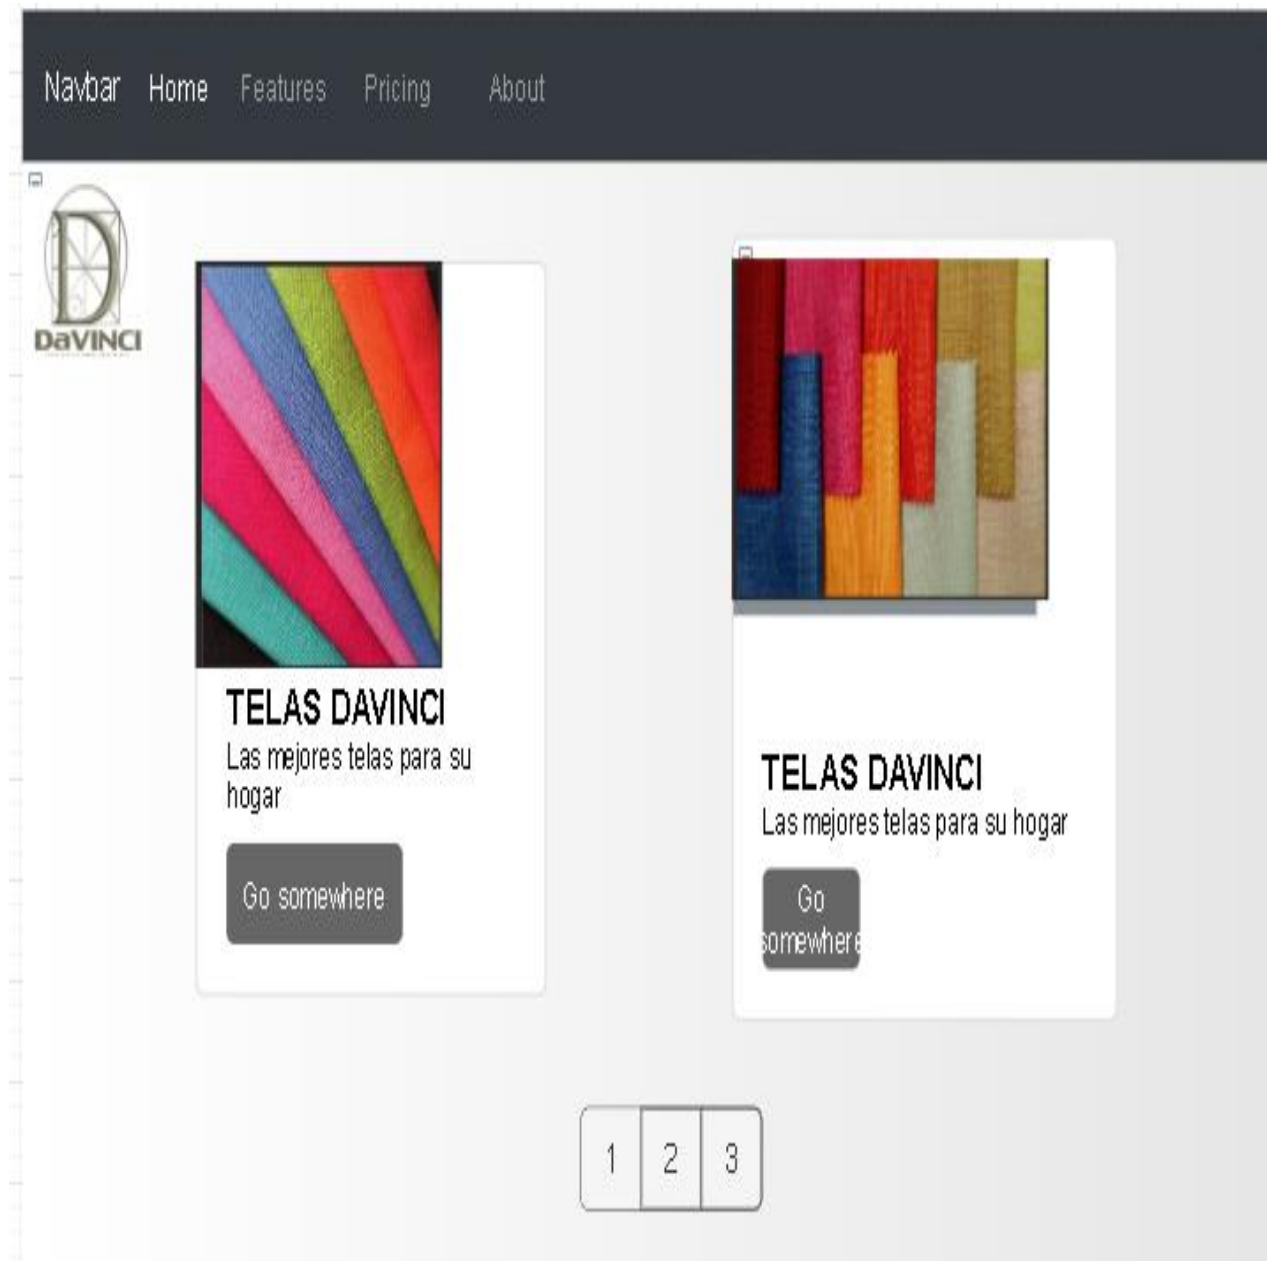 Navbar Home Features Pricing About
DaVINCI
TELAS DAVINCI
Las mejores telas para su
hogar
Go somewhere
TELAS DAVINCI
Las mejores telas para su hogar
Go
somewhere
1 2 3